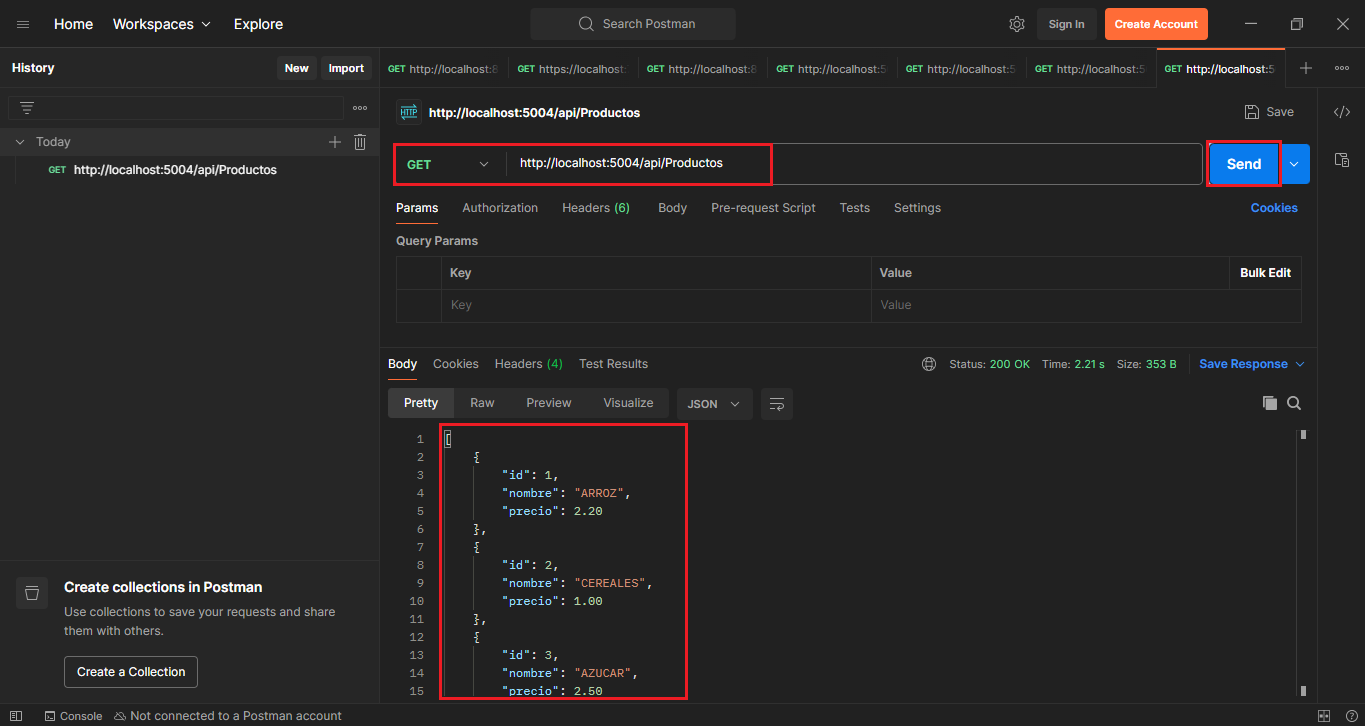 Home Workspaces Explore Search Postman Sign In Create Account
History New Import
GET http://localhost:8 GET https://localhost: GET http://localhost:8 GET http://localhost:5 GET http://localhost:5 GET http://localhost:5 GET http://localhost:5
HTTP http://localhost:5004/api/Productos Save
Today
GET http://localhost:5004/api/Productos
GET http://localhost:5004/api/Productos Send
Params Authorization Headers (6) Body Pre-request Script Tests Settings Cookies
Query Params
Key Value Bulk Edit
Key Value
Body Cookies Headers (4) Test Results Status: 200 OK Time: 2.21 s Size: 353 B Save Response
Pretty Raw Preview Visualize JSON
1 [
2 {
3 "id": 1,
4 "nombre": "ARROZ",
5 "precio": 2.20
6 },
7 {
8 "id": 2,
9 "nombre": "CEREALES",
10 "precio": 1.00
11 },
12 {
13 "id": 3,
14 "nombre": "AZUCAR",
15 "precio": 2.50
Create collections in Postman
Use collections to save your requests and share
them with others.
Create a Collection
Console Not connected to a Postman account